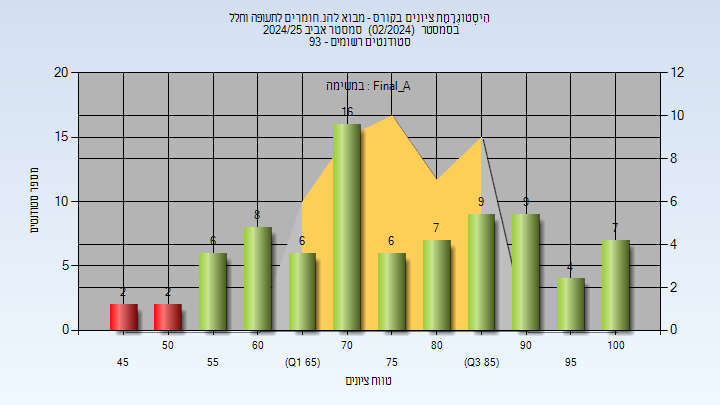 היסטוגרמת ציונים בקורס - מבוא להנ.חומרים לתעופה וחלל
בסמסטר (02/2024) סמסטר אביב 2024/25
סטודנטים רשומים - 93
במשימה : Final_A
20 12
15 10
10 8
5 6
0 4
2
0
מספר סטודנטים
2 2 6 8 6 16 6 7 9 9 4 7
50 60 70 80 90 100
45 55 (Q1 65) 75 (Q3 85) 95
טווח ציונים